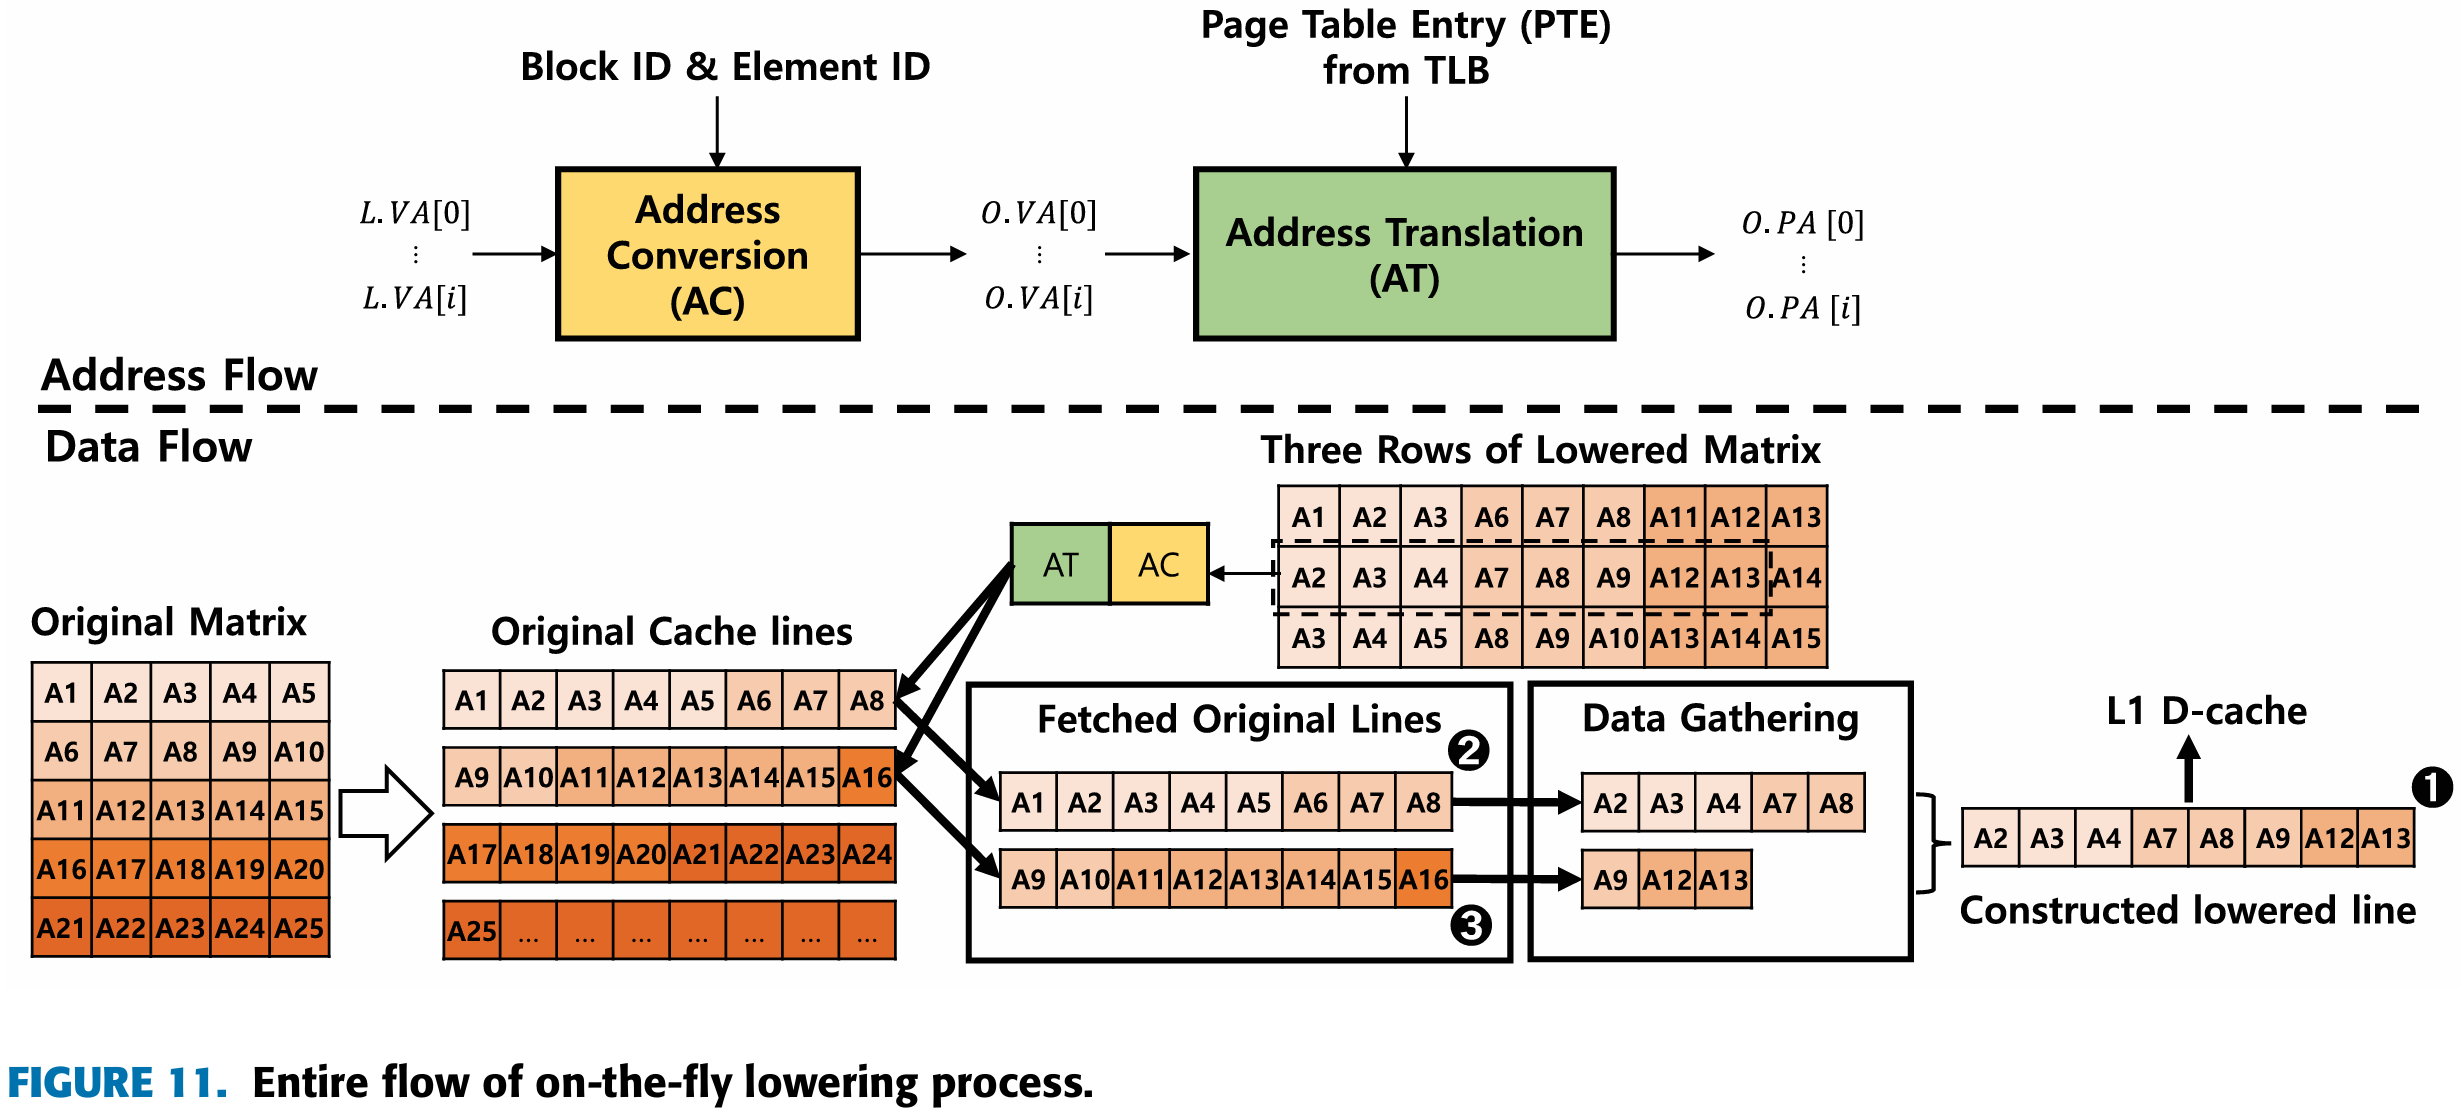 Page Table Entry (PTE)
from TLB
Block ID & Element ID
L.VA[0]
⋮
L.VA[i]
Address
Conversion
(AC)
O.VA[0]
⋮
O.VA[i]
Address Translation
(AT)
O.PA [0]
⋮
O.PA [i]
Address Flow
Data Flow
Three Rows of Lowered Matrix
A1 A2 A3 A6 A7 A8 A11 A12 A13
A2 A3 A4 A7 A8 A9 A12 A13 A14
A3 A4 A5 A8 A9 A10 A13 A14 A15
AT AC
Original Matrix
A1 A2 A3 A4 A5
A6 A7 A8 A9 A10
A11 A12 A13 A14 A15
A16 A17 A18 A19 A20
A21 A22 A23 A24 A25
Original Cache lines
A1 A2 A3 A4 A5 A6 A7 A8
A9 A10 A11 A12 A13 A14 A15 A16
A17 A18 A19 A20 A21 A22 A23 A24
A25 ... ... ... ... ... ... ...
Fetched Original Lines
❷
A1 A2 A3 A4 A5 A6 A7 A8
A9 A10 A11 A12 A13 A14 A15 A16
❸
Data Gathering
A2 A3 A4 A7 A8
A9 A12 A13
L1 D-cache
❶
A2 A3 A4 A7 A8 A9 A12 A13
Constructed lowered line
FIGURE 11. Entire flow of on-the-fly lowering process.